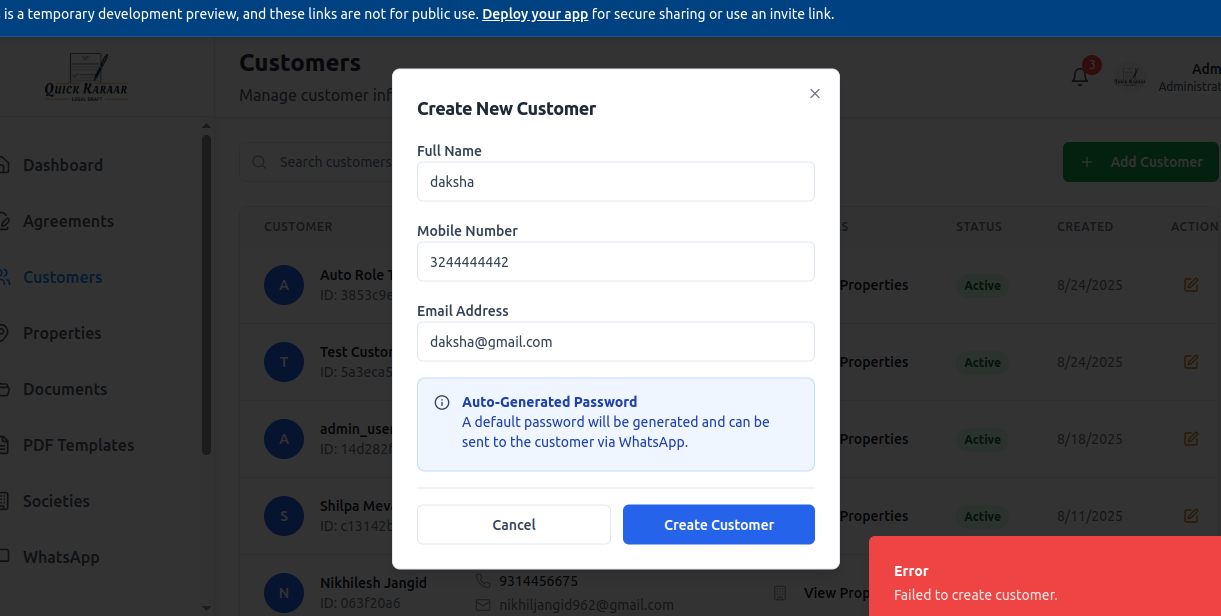 is a temporary development preview, and these links are not for public use. Deploy your app for secure sharing or use an invite link.
QUICK KARAAR
LEGAL DRAFT
Customers
Manage customer inf
3
Adm
Administrat
Dashboard
Agreements
Customers
Properties
Documents
PDF Templates
Societies
WhatsApp
Search customers
+ Add Customer
CUSTOMER
S
STATUS
CREATED
ACTION
A
Auto Role T
ID: 3853c9e
Properties
Active
8/24/2025
T
Test Custor
ID: 5a3eca5
Properties
Active
8/24/2025
A
admin_user
ID: 14d282f
Properties
Active
8/18/2025
S
Shilpa Meva
ID: c13142b
Properties
Active
8/11/2025
N
Nikhilesh Jangid
ID: 063f20a6
9314456675
nikhiljangid962@gmail.com
View Prop
Create New Customer
Full Name
daksha
Mobile Number
3244444442
Email Address
daksha@gmail.com
Auto-Generated Password
A default password will be generated and can be
sent to the customer via WhatsApp.
Cancel
Create Customer
Error
Failed to create customer.